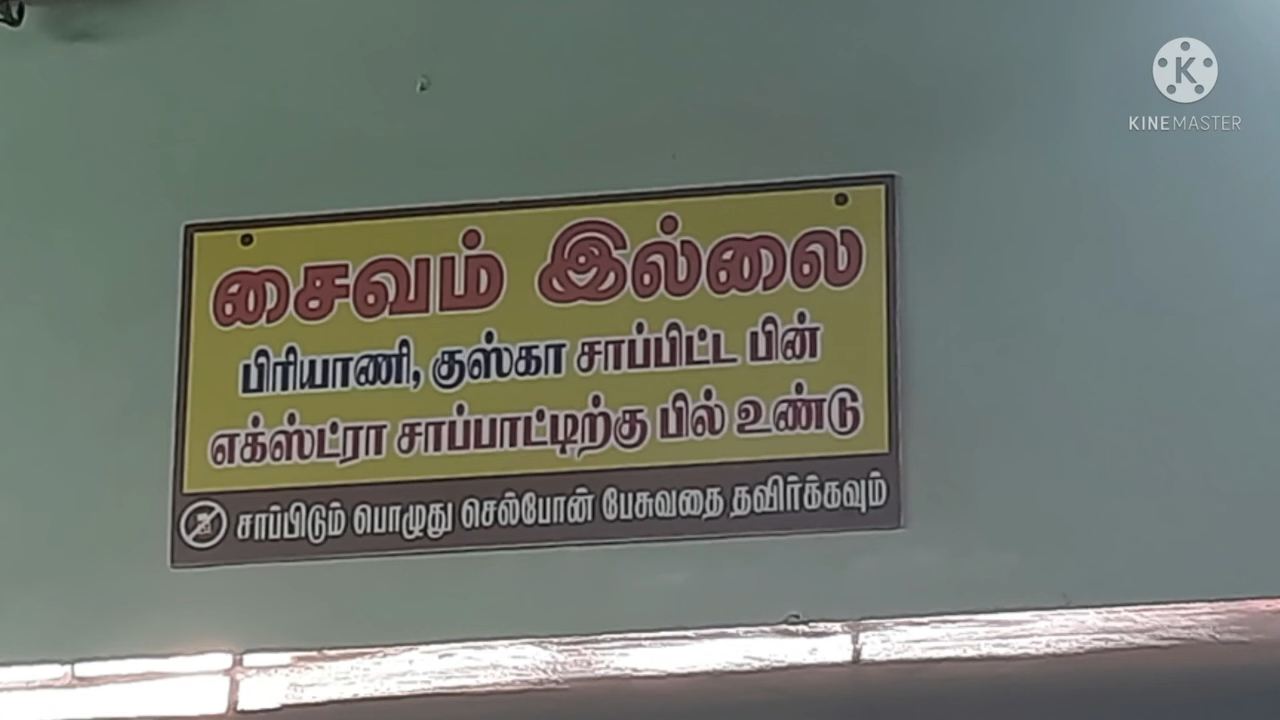 KINEMASTER
சைவம் இல்லை
பிரியாணி, குஸ்கா சாப்பிட்ட பின்
எக்ஸ்ட்ரா சாப்பாட்டிற்கு பில் உண்டு
சாப்பிடும் பொழுது செல்போன் பேசுவதை தவிர்க்கவும்